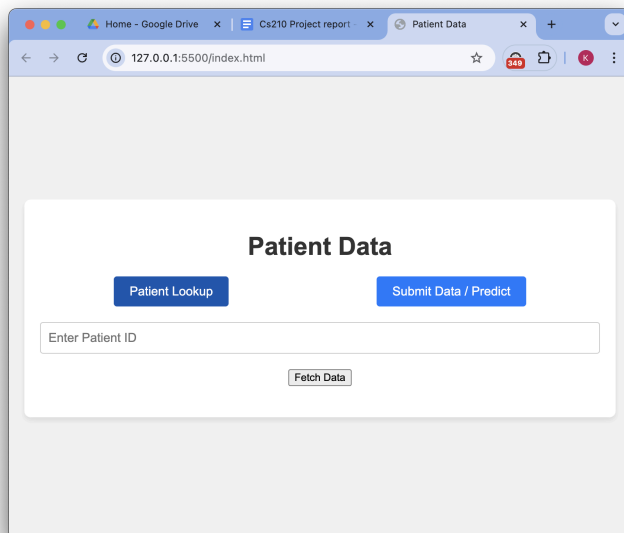 Home - Google Drive
Cs210 Project report -
Patient Data
127.0.0.1:5500/index.html
349
K
Patient Data
Patient Lookup
Submit Data / Predict
Enter Patient ID
Fetch Data